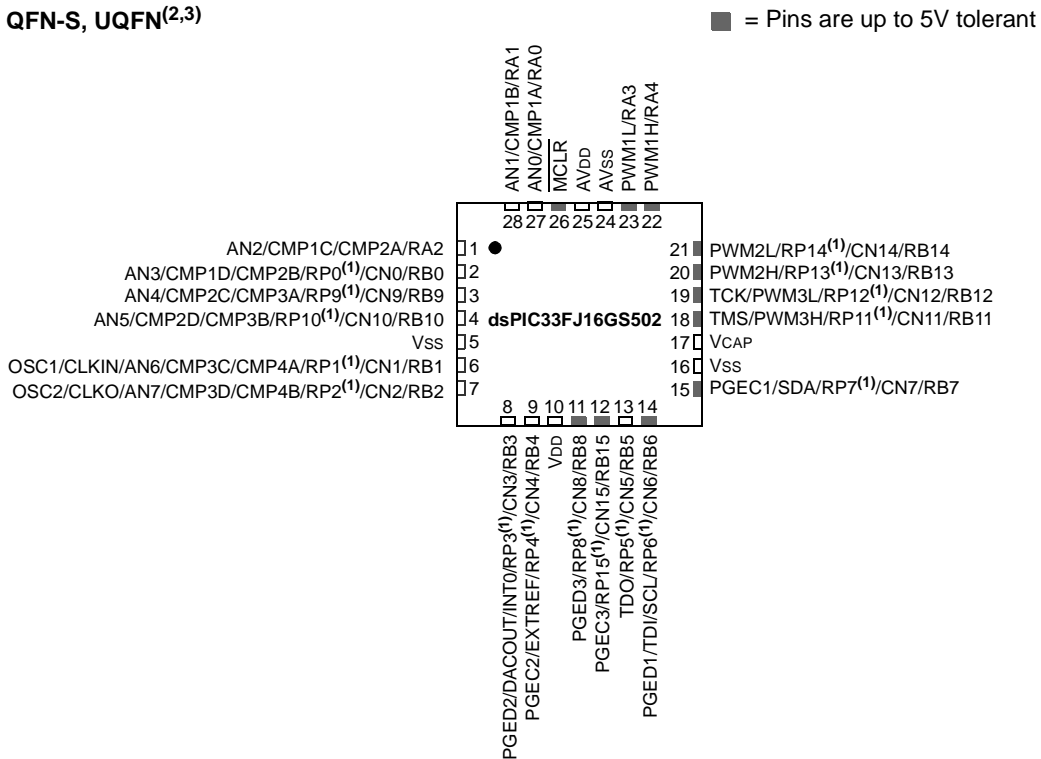 QFN-S, UQFN(2,3)
= Pins are up to 5V tolerant
AN1/CMP1B/RA1
AN0/CMP1A/RA0
MCLR
AVDD
AVSS
PWM1L/RA3
PWM1H/RA4
28 27 26 25 24 23 22
AN2/CMP1C/CMP2A/RA2 1
AN3/CMP1D/CMP2B/RP0(1)/CN0/RB0 2
AN4/CMP2C/CMP3A/RP9(1)/CN9/RB9 3
AN5/CMP2D/CMP3B/RP10(1)/CN10/RB10 4
VSS 5
OSC1/CLKIN/AN6/CMP3C/CMP4A/RP1(1)/CN1/RB1 6
OSC2/CLKO/AN7/CMP3D/CMP4B/RP2(1)/CN2/RB2 7
dsPIC33FJ16GS502
21 PWM2L/RP14(1)/CN14/RB14
20 PWM2H/RP13(1)/CN13/RB13
19 TCK/PWM3L/RP12(1)/CN12/RB12
18 TMS/PWM3H/RP11(1)/CN11/RB11
17 VCAP
16 VSS
15 PGEC1/SDA/RP7(1)/CN7/RB7
8 9 10 11 12 13 14
PGED2/DACOUT/INT0/RP3(1)/CN3/RB3
PGEC2/EXTREF/RP4(1)/CN4/RB4
VDD
PGED3/RP8(1)/CN8/RB8
PGEC3/RP15(1)/CN15/RB15
TDO/RP5(1)/CN5/RB5
PGED1/TDI/SCL/RP6(1)/CN6/RB6